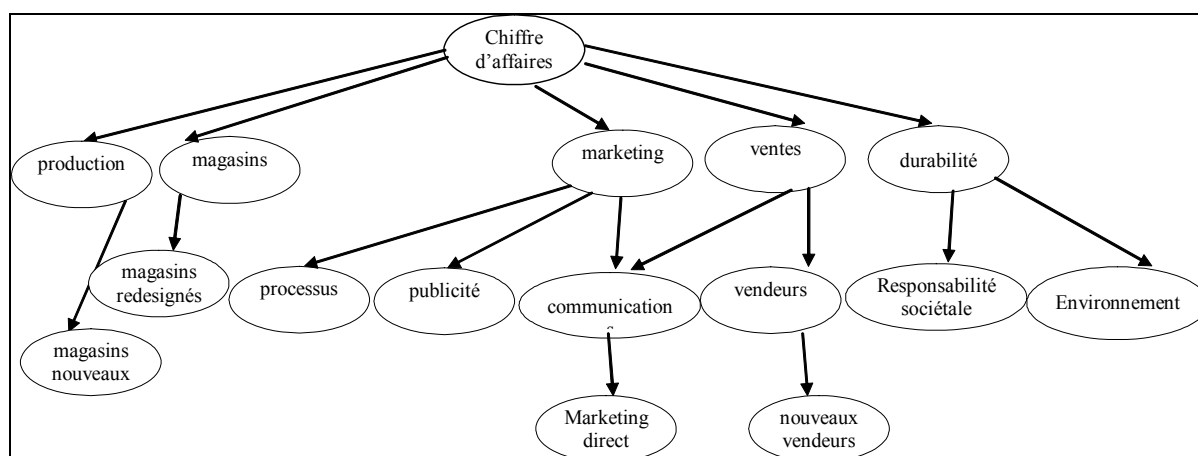 Chiffre
d'affaires
production
magasins
marketing
ventes
durabilité
magasins
redesignés
processus
publicité
communication
vendeurs
Responsabilité
sociétale
Environnement
magasins
nouveaux
Marketing
direct
nouveaux
vendeurs